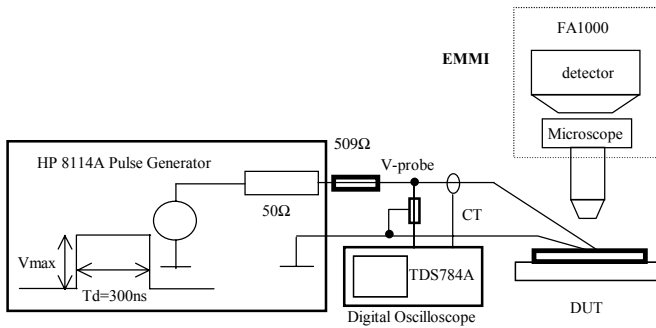 FA1000
EMMI
detector
Microscope
509Ω
HP 8114A Pulse Generator
V-probe
50Ω
CT
Vmax
TDS784A
Td=300ns
DUT
Digital Oscilloscope